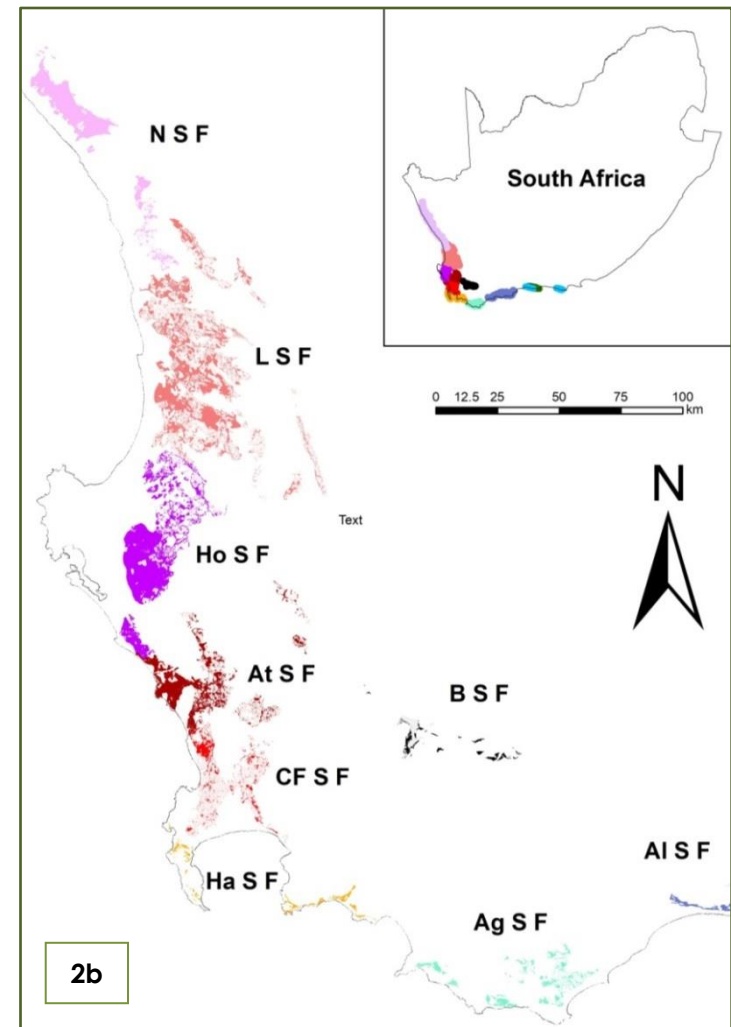 N S F
South Africa
L S F
0 12.5 25 50 75 100
km
N
Text
Ho S F
At S F
B S F
CF S F
Al S F
Ha S F
Ag S F
2b